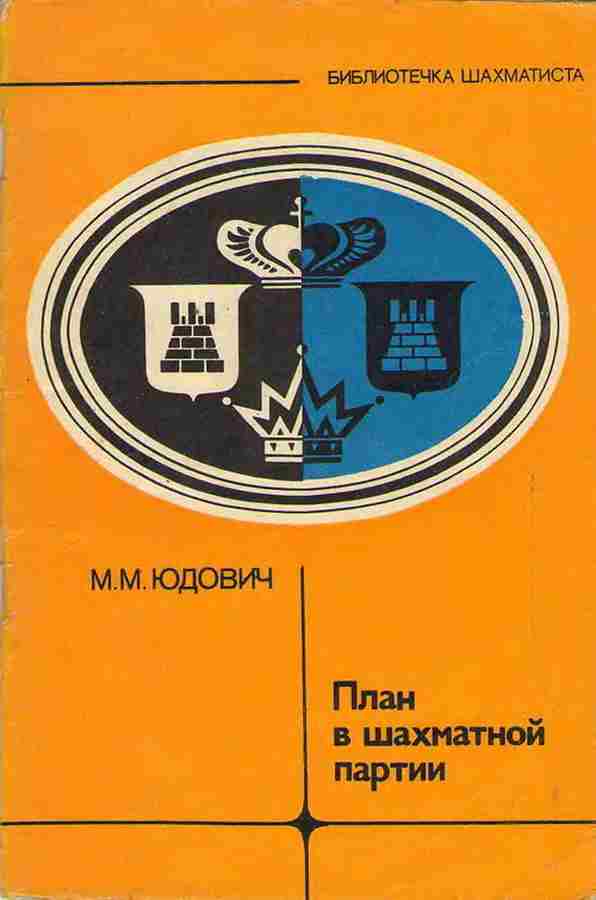 БИБЛИОТЕЧКА ШАХМАТИСТА
М.М.ЮДОВИЧ
План
в шахматной
партии